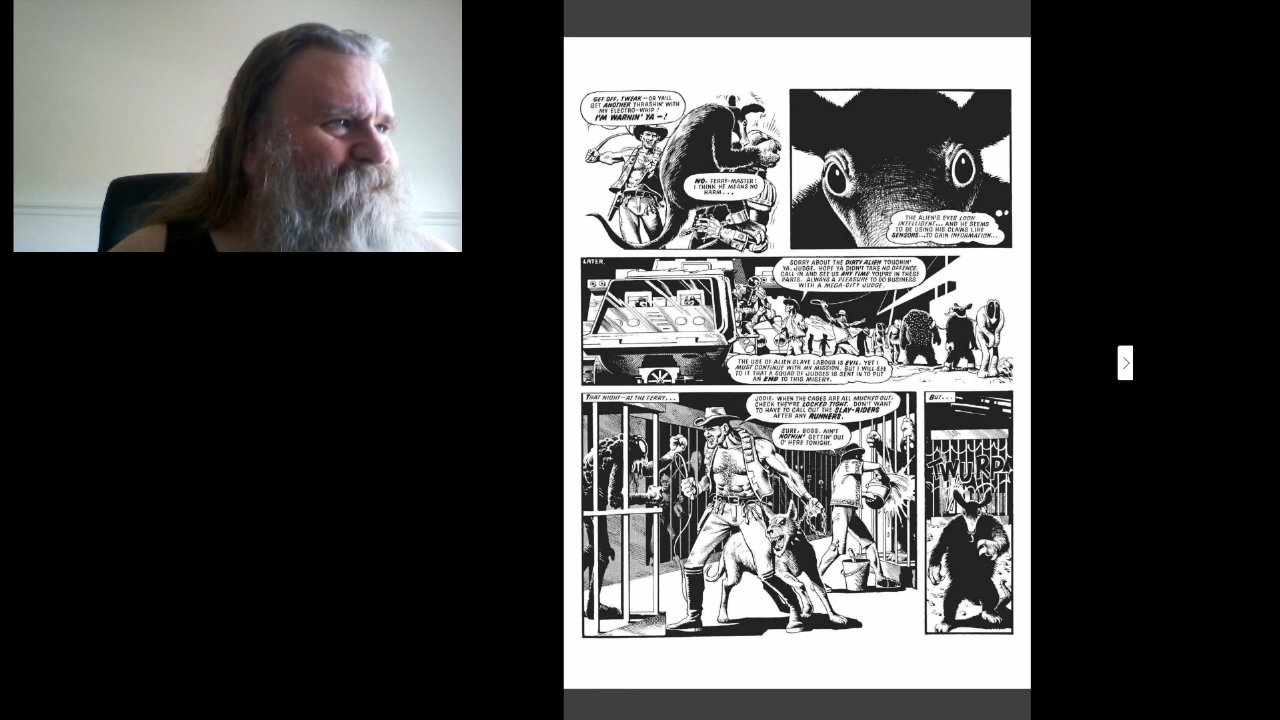 GET OFF, TWEAK — OR YA'LL
GET ANOTHER THRASHIN' WITH
MY ELECTRO-WHIP!
I'M WARNIN' YA —!
NO, FERRY-MASTER!
I THINK HE MEANS NO
HARM...
THE ALIEN'S EYES LOOK
INTELLIGENT... AND HE SEEMS
TO BE USING HIS CLAWS LIKE
SENSORS...TO GAIN INFORMATION...
LATER.
SORRY ABOUT THE DIRTY ALIEN TOUCHIN'
YA, JUDGE. HOPE YA DIDN'T TAKE NO OFFENCE.
CALL IN AND SEE US ANY TIME YOU'RE IN THESE
PARTS. ALWAYS A PLEASURE TO DO BUSINESS
WITH A MEGA-CITY JUDGE.
THE USE OF ALIEN SLAVE LABOUR IS EVIL. YET I
MUST CONTINUE WITH MY MISSION. BUT I WILL SEE
TO IT THAT A SQUAD OF JUDGES IS SENT IN TO PUT
AN END TO THIS MISERY.
THAT NIGHT — AT THE FERRY...
JODIE, WHEN THE CAGES ARE ALL MUCKED OUT,
CHECK THEY'RE LOCKED TIGHT. DON'T WANT
TO HAVE TO CALL OUT THE SLAY-RIDERS
AFTER ANY RUNNERS.
SURE, BOSS. AIN'T
NOTHIN' GETTIN' OUT
O' HERE TONIGHT.
BUT...
TWURP